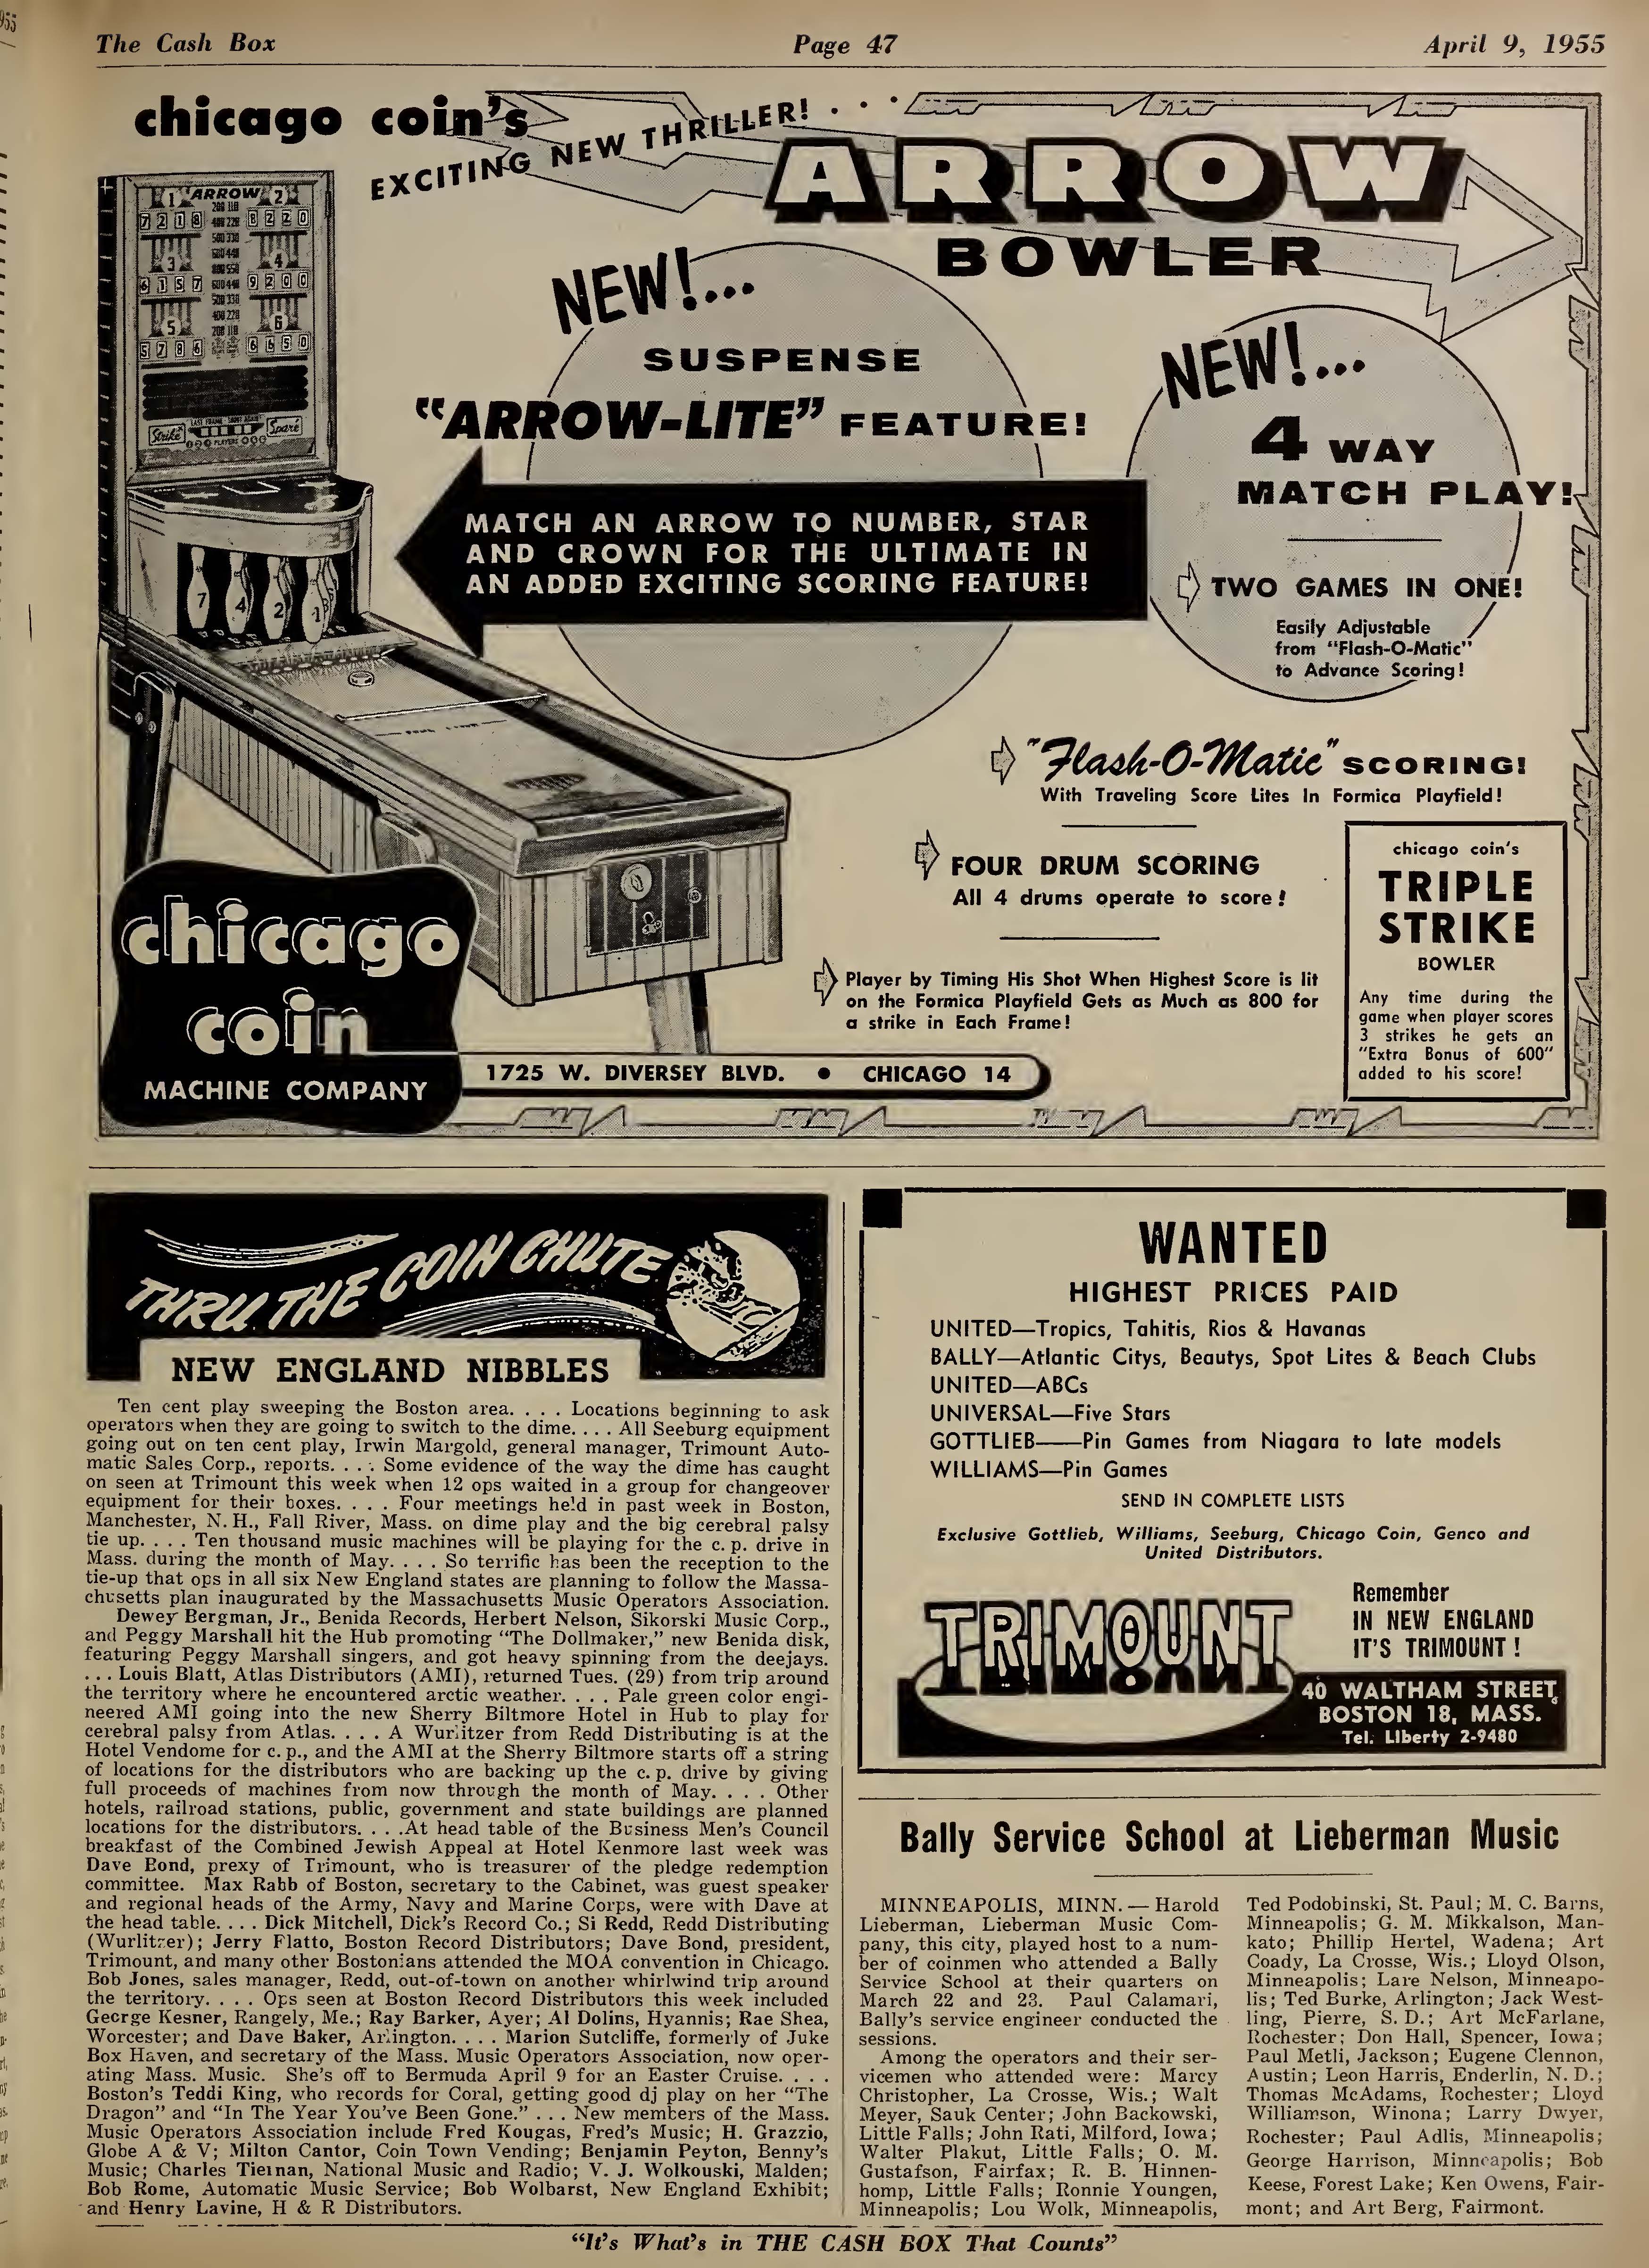 The Cash Box
Page 47
April 9, 1955
chicago coin's
EXCITING NEW THRILLER! . . .
ARROW
BOWLER
NEW!...
SUSPENSE
"ARROW-LITE" FEATURE!
MATCH AN ARROW TO NUMBER, STAR
AND CROWN FOR THE ULTIMATE IN
AN ADDED EXCITING SCORING FEATURE!
NEW!...
4 WAY
MATCH PLAY!
TWO GAMES IN ONE!
Easily Adjustable
from "Flash-O-Matic"
to Advance Scoring!
"Flash-O-Matic" SCORING!
With Traveling Score Lites In Formica Playfield!
FOUR DRUM SCORING
All 4 drums operate to score!
Player by Timing His Shot When Highest Score is lit
on the Formica Playfield Gets as Much as 800 for
a strike in Each Frame!
chicago coin's
TRIPLE
STRIKE
BOWLER
Any time during the
game when player scores
3 strikes he gets an
"Extra Bonus of 600"
added to his score!
1 ARROW 2
7218 8220
3 4
6157 9200
5 6
5786 6650
Strike Spare
7 4 2 1
chicago
coin
MACHINE COMPANY
1725 W. DIVERSEY BLVD. • CHICAGO 14
THRU THE COIN CHUTE
NEW ENGLAND NIBBLES
Ten cent play sweeping the Boston area. . . . Locations beginning to ask
operators when they are going to switch to the dime. . . . All Seeburg equipment
going out on ten cent play, Irwin Margold, general manager, Trimount Auto-
matic Sales Corp., reports. . . . Some evidence of the way the dime has caught
on seen at Trimount this week when 12 ops waited in a group for changeover
equipment for their boxes. . . . Four meetings held in past week in Boston,
Manchester, N. H., Fall River, Mass. on dime play and the big cerebral palsy
tie up. . . . Ten thousand music machines will be playing for the c. p. drive in
Mass. during the month of May. . . . So terrific has been the reception to the
tie-up that ops in all six New England states are planning to follow the Massa-
chusetts plan inaugurated by the Massachusetts Music Operators Association.
Dewey Bergman, Jr., Benida Records, Herbert Nelson, Sikorski Music Corp.,
and Peggy Marshall hit the Hub promoting "The Dollmaker," new Benida disk,
featuring Peggy Marshall singers, and got heavy spinning from the deejays.
. . . Louis Blatt, Atlas Distributors (AMI), returned Tues. (29) from trip around
the territory where he encountered arctic weather. . . . Pale green color engi-
neered AMI going into the new Sherry Biltmore Hotel in Hub to play for
cerebral palsy from Atlas. . . . A Wurlitzer from Redd Distributing is at the
Hotel Vendome for c. p., and the AMI at the Sherry Biltmore starts off a string
of locations for the distributors who are backing up the c. p. drive by giving
full proceeds of machines from now through the month of May. . . . Other
hotels, railroad stations, public, government and state buildings are planned
locations for the distributors. . . .At head table of the Business Men's Council
breakfast of the Combined Jewish Appeal at Hotel Kenmore last week was
Dave Bond, prexy of Trimount, who is treasurer of the pledge redemption
committee. Max Rabb of Boston, secretary to the Cabinet, was guest speaker
and regional heads of the Army, Navy and Marine Corps, were with Dave at
the head table. . . . Dick Mitchell, Dick's Record Co.; Si Redd, Redd Distributing
(Wurlitzer); Jerry Flatto, Boston Record Distributors; Dave Bond, president,
Trimount, and many other Bostonians attended the MOA convention in Chicago.
Bob Jones, sales manager, Redd, out-of-town on another whirlwind trip around
the territory. . . . Ops seen at Boston Record Distributors this week included
George Kesner, Rangely, Me.; Ray Barker, Ayer; Al Dolins, Hyannis; Rae Shea,
Worcester; and Dave Baker, Arlington. . . . Marion Sutcliffe, formerly of Juke
Box Haven, and secretary of the Mass. Music Operators Association, now oper-
ating Mass. Music. She's off to Bermuda April 9 for an Easter Cruise. . . .
Boston's Teddi King, who records for Coral, getting good dj play on her "The
Dragon" and "In The Year You've Been Gone." . . . New members of the Mass.
Music Operators Association include Fred Kougas, Fred's Music; H. Grazzio,
Globe A & V; Milton Cantor, Coin Town Vending; Benjamin Peyton, Benny's
Music; Charles Tiernan, National Music and Radio; V. J. Wolkouski, Malden;
Bob Rome, Automatic Music Service; Bob Wolbarst, New England Exhibit;
and Henry Lavine, H & R Distributors.
WANTED
HIGHEST PRICES PAID
UNITED—Tropics, Tahitis, Rios & Havanas
BALLY—Atlantic Citys, Beautys, Spot Lites & Beach Clubs
UNITED—ABCs
UNIVERSAL—Five Stars
GOTTLIEB——Pin Games from Niagara to late models
WILLIAMS—Pin Games
SEND IN COMPLETE LISTS
Exclusive Gottlieb, Williams, Seeburg, Chicago Coin, Genco and
United Distributors.
TRIMOUNT
Remember
IN NEW ENGLAND
IT'S TRIMOUNT !
40 WALTHAM STREET
BOSTON 18, MASS.
Tel. LIberty 2-9480
Bally Service School at Lieberman Music
MINNEAPOLIS, MINN. — Harold
Lieberman, Lieberman Music Com-
pany, this city, played host to a num-
ber of coinmen who attended a Bally
Service School at their quarters on
March 22 and 23. Paul Calamari,
Bally's service engineer conducted the
sessions.
Among the operators and their ser-
vicemen who attended were: Marcy
Christopher, La Crosse, Wis.; Walt
Meyer, Sauk Center; John Backowski,
Little Falls; John Rati, Milford, Iowa;
Walter Plakut, Little Falls; O. M.
Gustafson, Fairfax; R. B. Hinnen-
homp, Little Falls; Ronnie Youngen,
Minneapolis; Lou Wolk, Minneapolis,
Ted Podobinski, St. Paul; M. C. Barns,
Minneapolis; G. M. Mikkalson, Man-
kato; Phillip Hertel, Wadena; Art
Coady, La Crosse, Wis.; Lloyd Olson,
Minneapolis; Lare Nelson, Minneapo-
lis; Ted Burke, Arlington; Jack West-
ling, Pierre, S. D.; Art McFarlane,
Rochester; Don Hall, Spencer, Iowa;
Paul Metli, Jackson; Eugene Clennon,
Austin; Leon Harris, Enderlin, N. D.;
Thomas McAdams, Rochester; Lloyd
Williamson, Winona; Larry Dwyer,
Rochester; Paul Adlis, Minneapolis;
George Harrison, Minneapolis; Bob
Keese, Forest Lake; Ken Owens, Fair-
mont; and Art Berg, Fairmont.
"It's What's in THE CASH BOX That Counts"